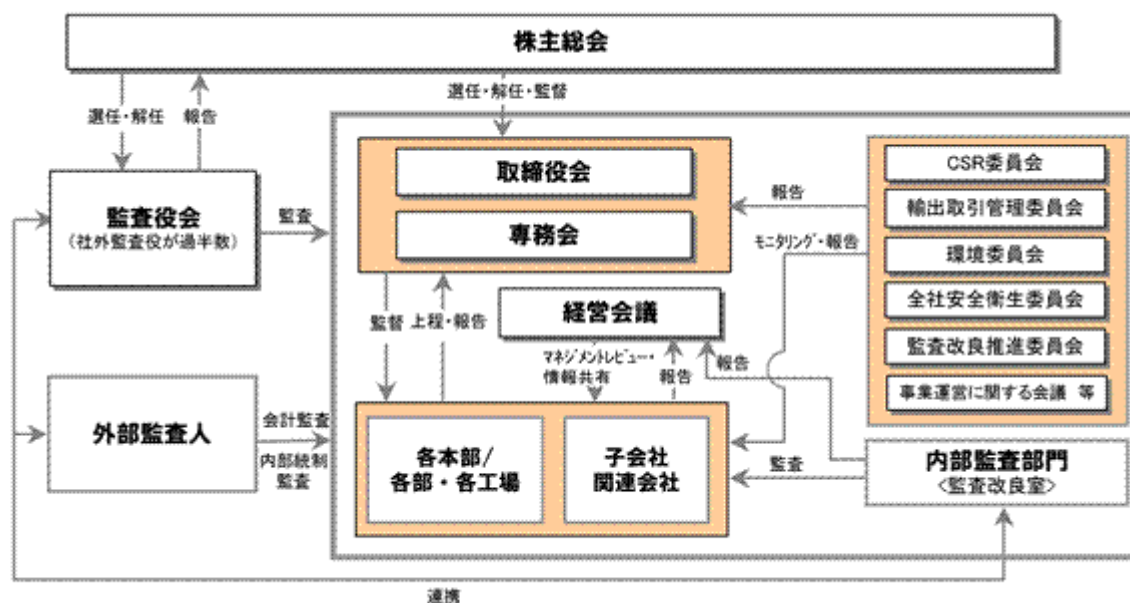 株主総会
選任・解任
報告
選任・解任・監督
取締役会
専務会
CSR委員会
輸出取引管理委員会
環境委員会
全社安全衛生委員会
監査改良推進委員会
事業運営に関する会議 等
監査役会
(社外監査役が過半数)
監査
報告
モニタリング・報告
監督
上程・報告
経営会議
マネジメントレビュー・
情報共有
報告
報告
外部監査人
会計監査
内部統制
監査
各本部/
各部・各工場
子会社
関連会社
監査
内部監査部門
<監査改良室>
連携